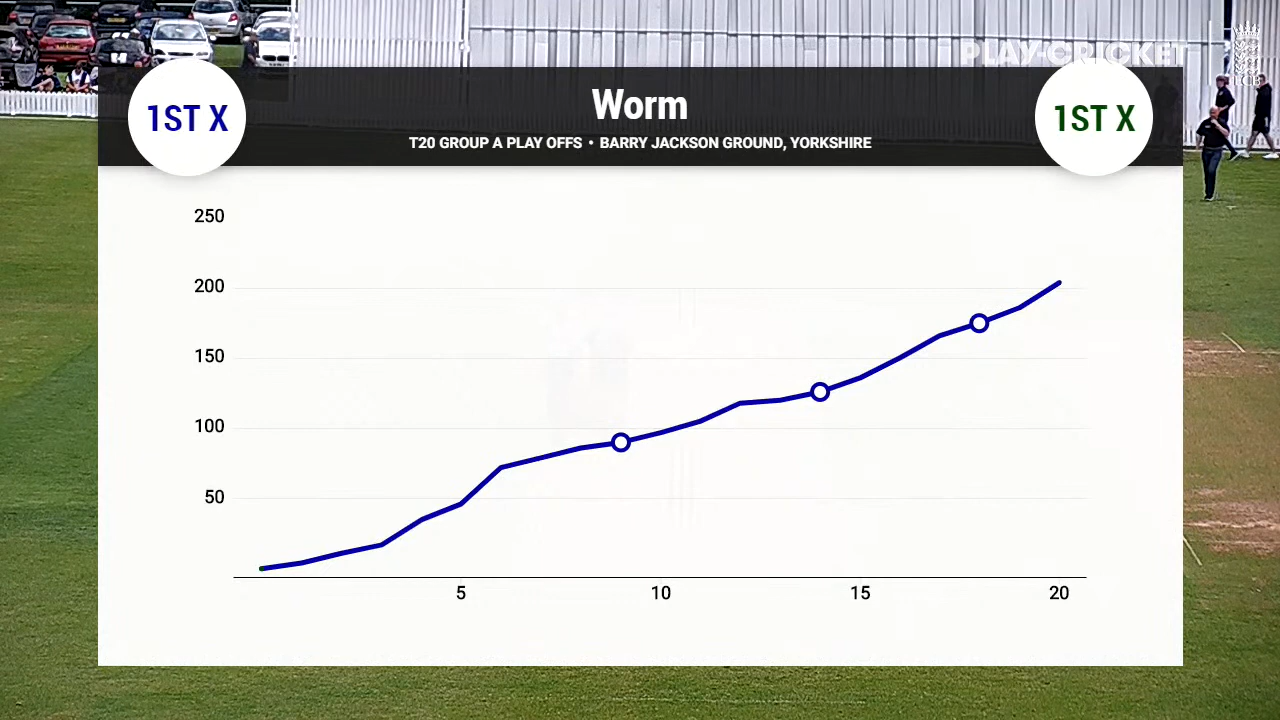 PLAY-CRICKET
ECB
1ST X
Worm
1ST X
T20 GROUP A PLAY OFFS • BARRY JACKSON GROUND, YORKSHIRE
250
200
150
100
50
5 10 15 20